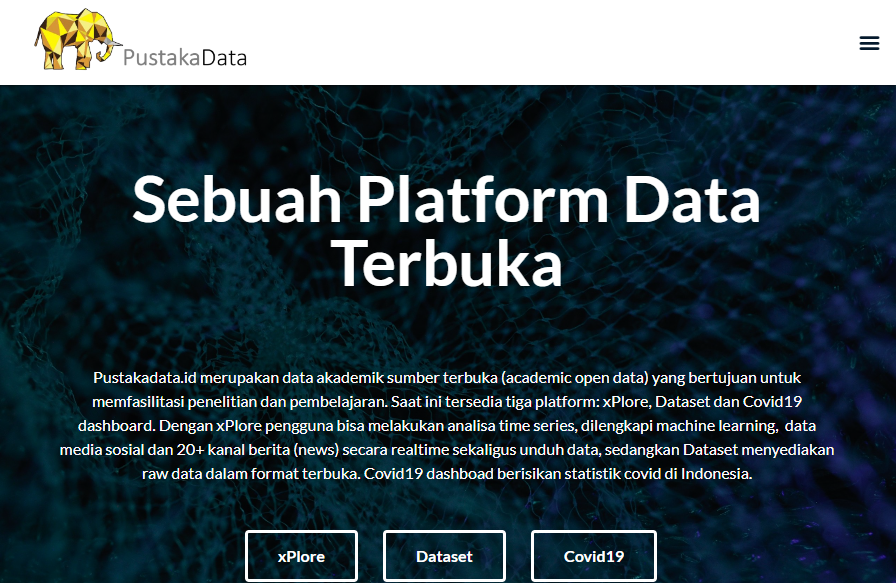 PustakaData
Sebuah Platform Data
Terbuka
Pustakadata.id merupakan data akademik sumber terbuka (academic open data) yang bertujuan untuk
memfasilitasi penelitian dan pembelajaran. Saat ini tersedia tiga platform: xPlore, Dataset dan Covid19
dashboard. Dengan xPlore pengguna bisa melakukan analisa time series, dilengkapi machine learning,  data
media sosial dan 20+ kanal berita (news) secara realtime sekaligus unduh data, sedangkan Dataset menyediakan
raw data dalam format terbuka. Covid19 dashboad berisikan statistik covid di Indonesia.
xPlore Dataset Covid19